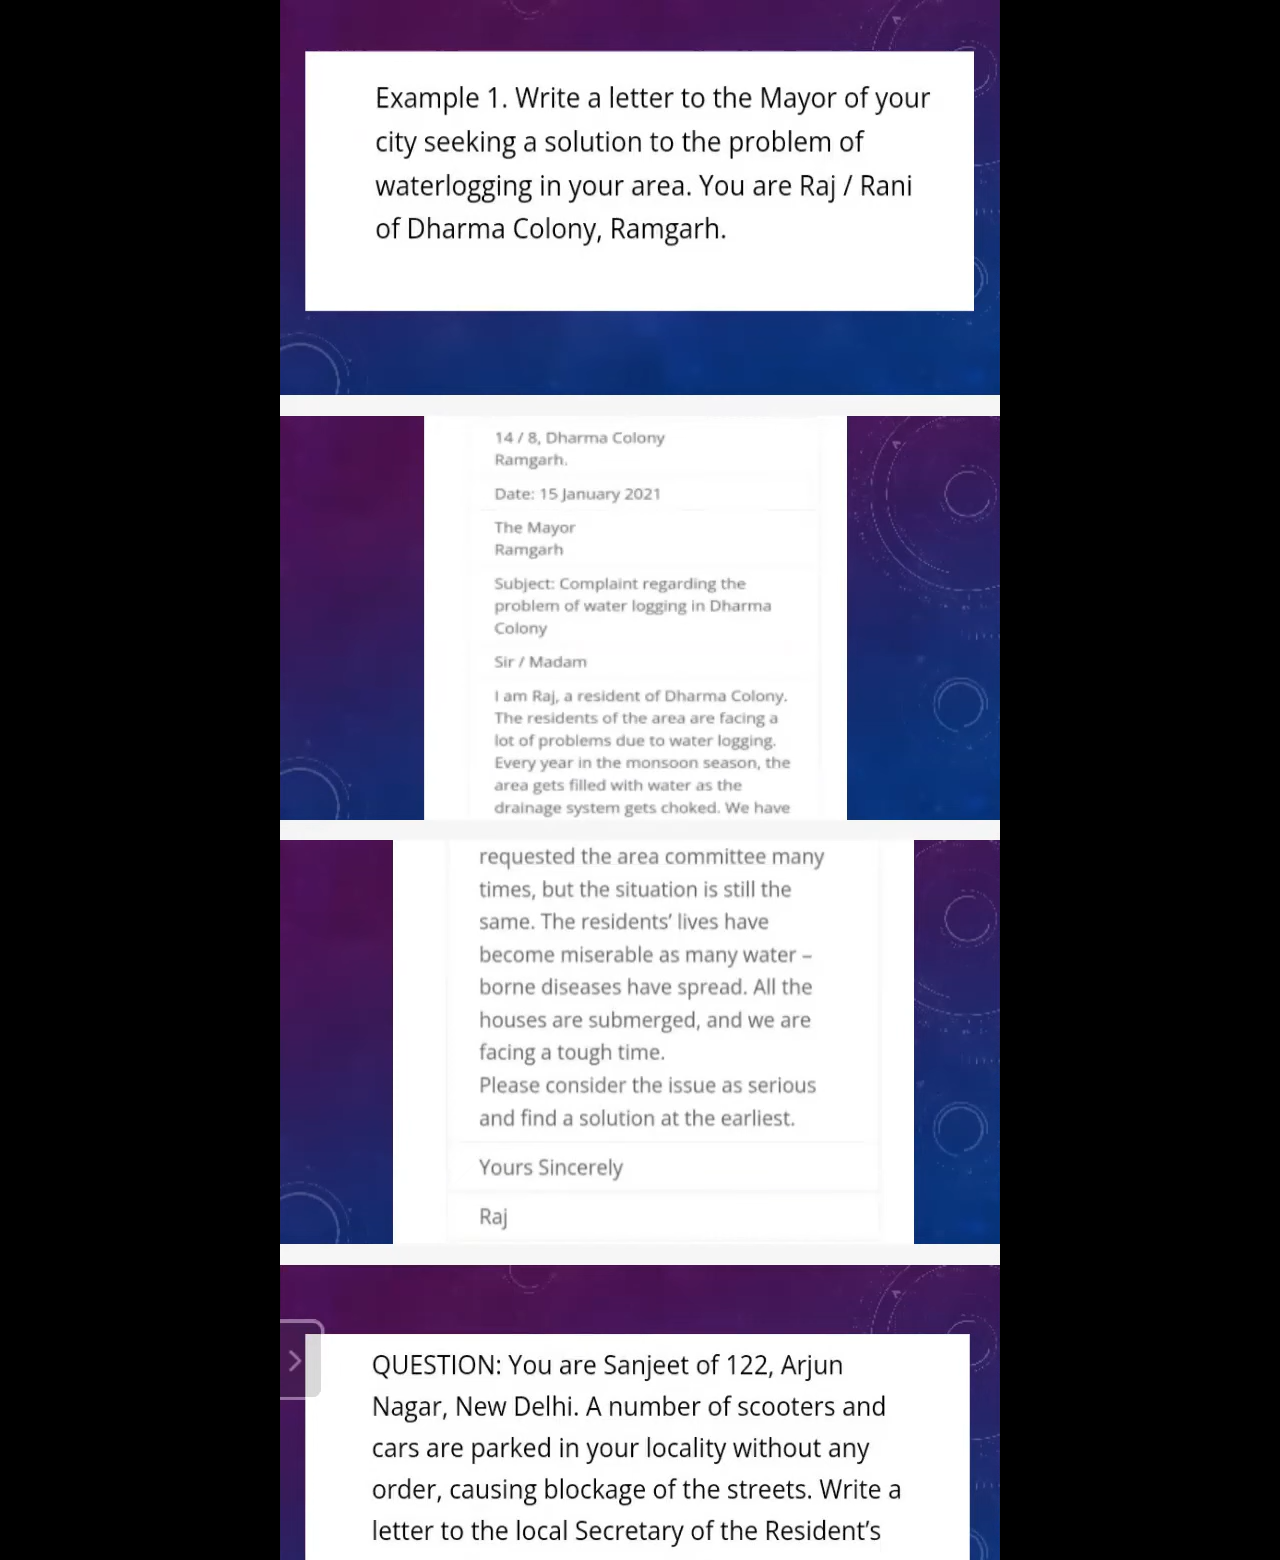 Example 1. Write a letter to the Mayor of your
city seeking a solution to the problem of
waterlogging in your area. You are Raj / Rani
of Dharma Colony, Ramgarh.
14 / 8, Dharma Colony
Ramgarh.
Date: 15 January 2021
The Mayor
Ramgarh
Subject: Complaint regarding the
problem of water logging in Dharma
Colony
Sir / Madam
I am Raj, a resident of Dharma Colony.
The residents of the area are facing a
lot of problems due to water logging.
Every year in the monsoon season, the
area gets filled with water as the
drainage system gets choked. We have
requested the area committee many
times, but the situation is still the
same. The residents’ lives have
become miserable as many water –
borne diseases have spread. All the
houses are submerged, and we are
facing a tough time.
Please consider the issue as serious
and find a solution at the earliest.
Yours Sincerely
Raj
QUESTION: You are Sanjeet of 122, Arjun
Nagar, New Delhi. A number of scooters and
cars are parked in your locality without any
order, causing blockage of the streets. Write a
letter to the local Secretary of the Resident’s